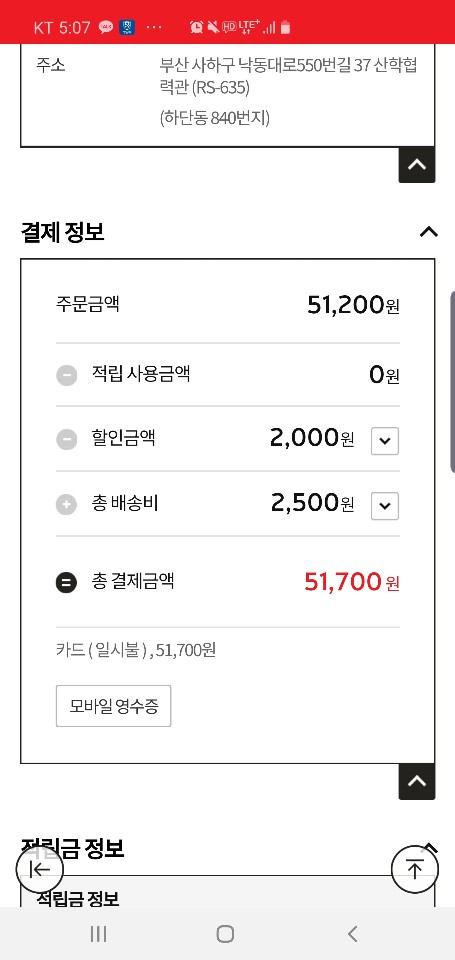 KT 5:07 TALK ··· HD LTE+
주소
부산 사하구 낙동대로550번길 37 산학협
력관 (RS-635)
(하단동 840번지)
결제 정보
주문금액 51,200원
적립 사용금액 0원
할인금액 2,000원
총 배송비 2,500원
총 결제금액 51,700원
카드 ( 일시불 ) , 51,700원
모바일 영수증
적립금 정보
적립금 정보